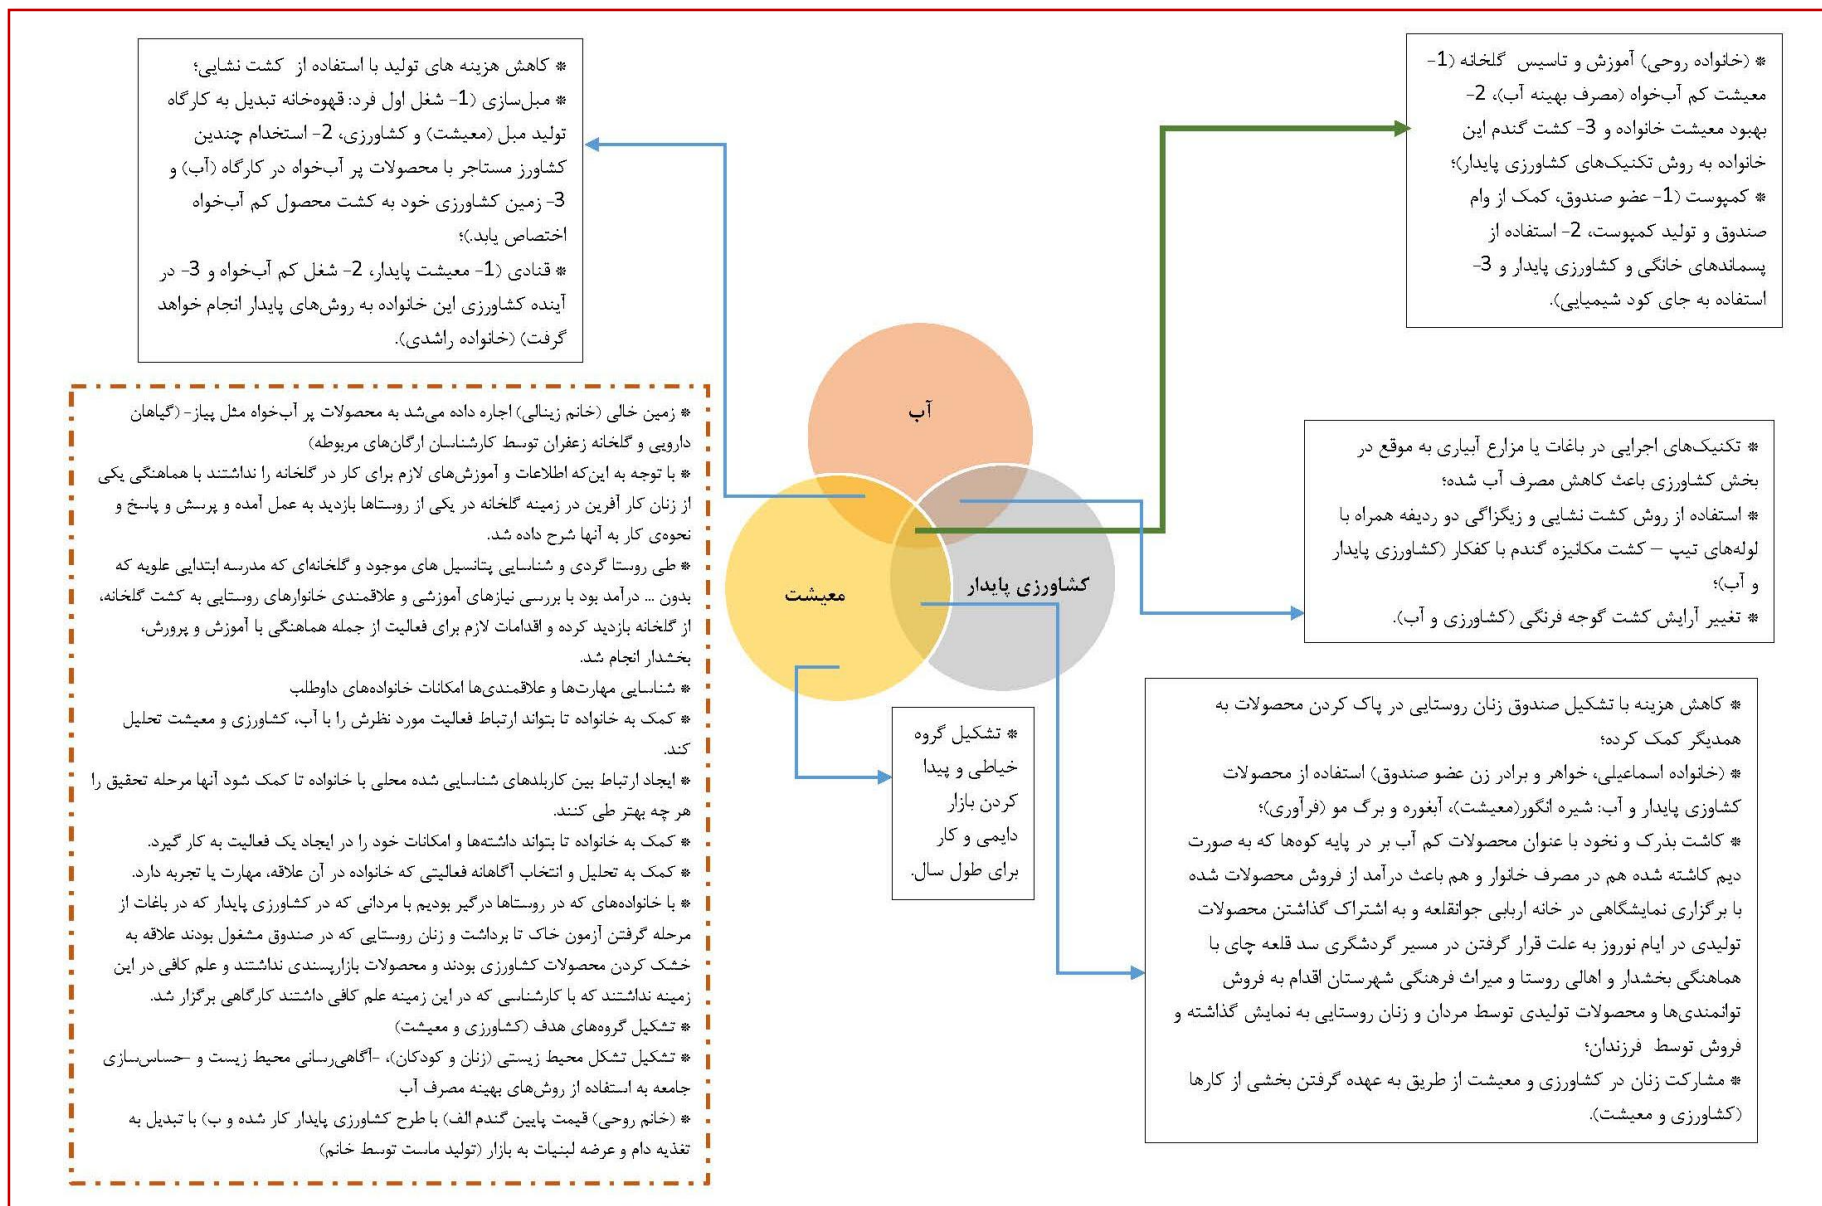 * (خانواده روحی) آموزش و تاسیس گلخانه (1-
معیشت کم آب‌خواه (مصرف بهینه آب)، 2-
بهبود معیشت خانواده و 3- کشت گندم این
خانواده به روش تکنیک‌های کشاورزی پایدار)؛
* کمپوست (1- عضو صندوق، کمک از وام
صندوق و تولید کمپوست، 2- استفاده از
پسماندهای خانگی و کشاورزی پایدار و 3-
استفاده به جای کود شیمیایی).
* کاهش هزینه های تولید با استفاده از کشت نشایی؛
* مبل‌سازی (1- شغل اول فرد: قهوه‌خانه تبدیل به کارگاه
تولید مبل (معیشت) و کشاورزی، 2- استخدام چندین
کشاورز مستاجر با محصولات پر آب‌خواه در کارگاه (آب) و
3- زمین کشاورزی خود به کشت محصول کم آب‌خواه
اختصاص یابد.)؛
* قنادی (1- معیشت پایدار، 2- شغل کم آب‌خواه و 3- در
آینده کشاورزی این خانواده به روش‌های پایدار انجام خواهد
گرفت) (خانواده راشدی).
آب
کشاورزی پایدار
معیشت
* تکنیک‌های اجرایی در باغات یا مزارع آبیاری به موقع در
بخش کشاورزی باعث کاهش مصرف آب شده؛
* استفاده از روش کشت نشایی و زیگزاگی دو ردیفه همراه با
لوله‌های تیپ – کشت مکانیزه گندم با کفکار (کشاورزی پایدار
و آب)؛
* تغییر آرایش کشت گوجه فرنگی (کشاورزی و آب).
* کاهش هزینه با تشکیل صندوق زنان روستایی در پاک کردن محصولات به
همدیگر کمک کرده؛
* (خانواده اسماعیلی، خواهر و برادر زن عضو صندوق) استفاده از محصولات
کشاوزی پایدار و آب: شیره انگور(معیشت)، آبغوره و برگ مو (فرآوری)؛
* کاشت بذرک و نخود با عنوان محصولات کم آب بر در پایه کوه‌ها که به صورت
دیم کاشته شده هم در مصرف خانوار و هم باعث درآمد از فروش محصولات شده
با برگزاری نمایشگاهی در خانه اربابی جوانقلعه و به اشتراک گذاشتن محصولات
تولیدی در ایام نوروز به علت قرار گرفتن در مسیر گردشگری سد قلعه چای با
هماهنگی بخشدار و اهالی روستا و میراث فرهنگی شهرستان اقدام به فروش
توانمندی‌ها و محصولات تولیدی توسط مردان و زنان روستایی به نمایش گذاشته و
فروش توسط فرزندان؛
* مشارکت زنان در کشاورزی و معیشت از طریق به عهده گرفتن بخشی از کارها
(کشاورزی و معیشت).
* تشکیل گروه
خیاطی و پیدا
کردن بازار
دایمی و کار
برای طول سال.
* زمین خالی (خانم زینالی) اجاره داده می‌شد به محصولات پر آب‌خواه مثل پیاز- (گیاهان
دارویی و گلخانه زعفران توسط کارشناسان ارگان‌های مربوطه)
* با توجه به این‌که اطلاعات و آموزش‌های لازم برای کار در گلخانه را نداشتند با هماهنگی یکی
از زنان کار آفرین در زمینه گلخانه در یکی از روستاها بازدید به عمل آمده و پرسش و پاسخ و
نحوه‌ی کار به آنها شرح داده شد.
* طی روستا گردی و شناسایی پتانسیل های موجود و گلخانه‌ای که مدرسه ابتدایی علویه که
بدون ... درآمد بود با بررسی نیازهای آموزشی و علاقمندی خانوارهای روستایی به کشت گلخانه،
از گلخانه بازدید کرده و اقدامات لازم برای فعالیت از جمله هماهنگی با آموزش و پرورش،
بخشدار انجام شد.
* شناسایی مهارت‌ها و علاقمندی‌ها امکانات خانواده‌های داوطلب
* کمک به خانواده تا بتواند ارتباط فعالیت مورد نظرش را با آب، کشاورزی و معیشت تحلیل
کند.
* ایجاد ارتباط بین کاربلدهای شناسایی شده محلی با خانواده تا کمک شود آنها مرحله تحقیق را
هر چه بهتر طی کنند.
* کمک به خانواده تا بتواند داشته‌ها و امکانات خود را در ایجاد یک فعالیت به کار گیرد.
* کمک به تحلیل و انتخاب آگاهانه فعالیتی که خانواده در آن علاقه، مهارت یا تجربه دارد.
* با خانواده‌های که در روستاها درگیر بودیم با مردانی که در کشاورزی پایدار که در باغات از
مرحله گرفتن آزمون خاک تا برداشت و زنان روستایی که در صندوق مشغول بودند علاقه به
خشک کردن محصولات کشاورزی بودند و محصولات بازارپسندی نداشتند و علم کافی در این
زمینه نداشتند که با کارشناسی که در این زمینه علم کافی داشتند کارگاهی برگزار شد.
* تشکیل گروه‌های هدف (کشاورزی و معیشت)
* تشکیل تشکل محیط زیستی (زنان و کودکان)، -آگاهی‌رسانی محیط زیست و -حساس‌سازی
جامعه به استفاده از روش‌های بهینه مصرف آب
* (خانم روحی) قیمت پایین گندم الف) با طرح کشاورزی پایدار کار شده و ب) با تبدیل به
تغذیه دام و عرضه لبنیات به بازار (تولید ماست توسط خانم)